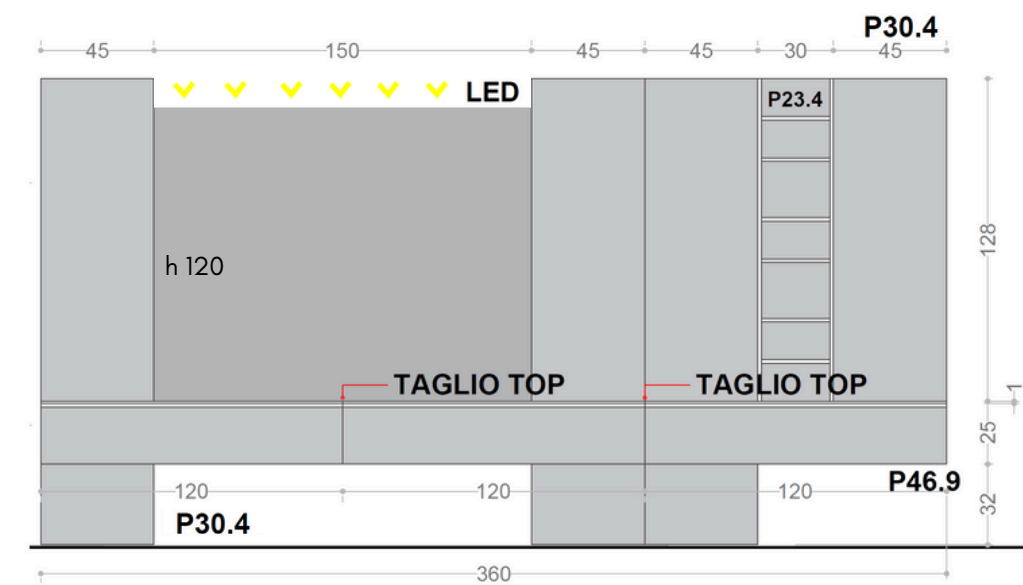 P30.4
45 150 45 45 30 45
LED
P23.4
h 120
128
TAGLIO TOP TAGLIO TOP
1
25
P46.9
120 120 120
32
P30.4
360